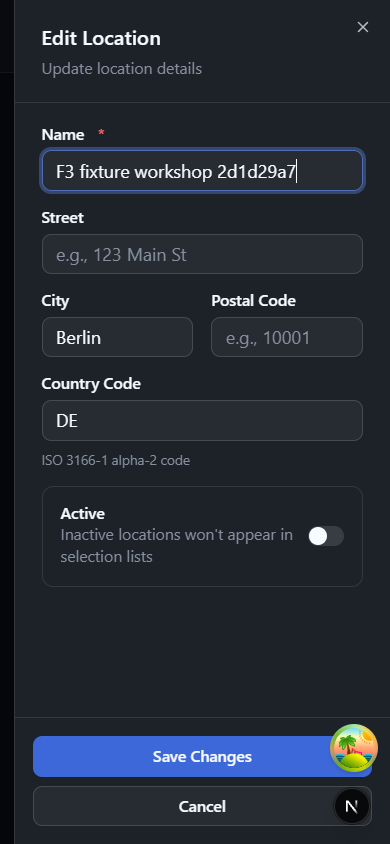 Edit Location
Update location details
Name *
F3 fixture workshop 2d1d29a7
Street
e.g., 123 Main St
City
Postal Code
Berlin
e.g., 10001
Country Code
DE
ISO 3166-1 alpha-2 code
Active
Inactive locations won't appear in
selection lists
Save Changes
Cancel
N